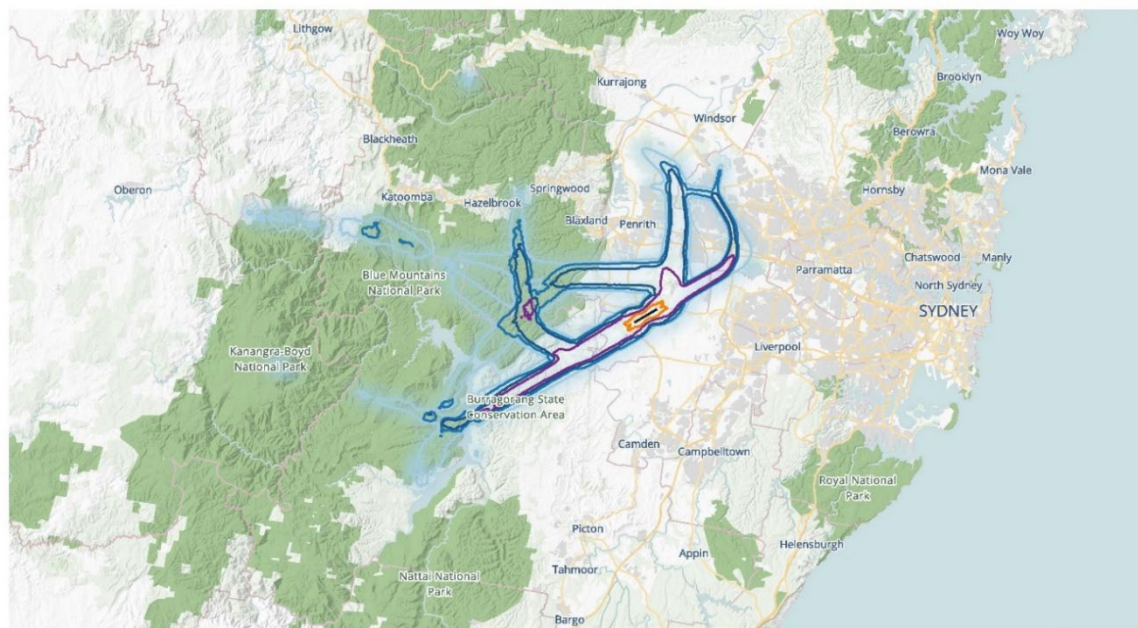 Lithgow
Woy Woy
Kurrajong
Brooklyn
Windsor
Berowra
Blackheath
Mona Vale
Oberon
Katoomba
Hazelbrook
Springwood
Hornsby
Blaxland
Penrith
Chatswood
Manly
Parramatta
Blue Mountains
National Park
North Sydney
SYDNEY
Liverpool
Kanangra-Boyd
National Park
Burragorang State
Conservation Area
Camden
Campbelltown
Royal National
Park
Picton
Appin
Helensburgh
Tahmoor
Nattai National
Park
Bargo